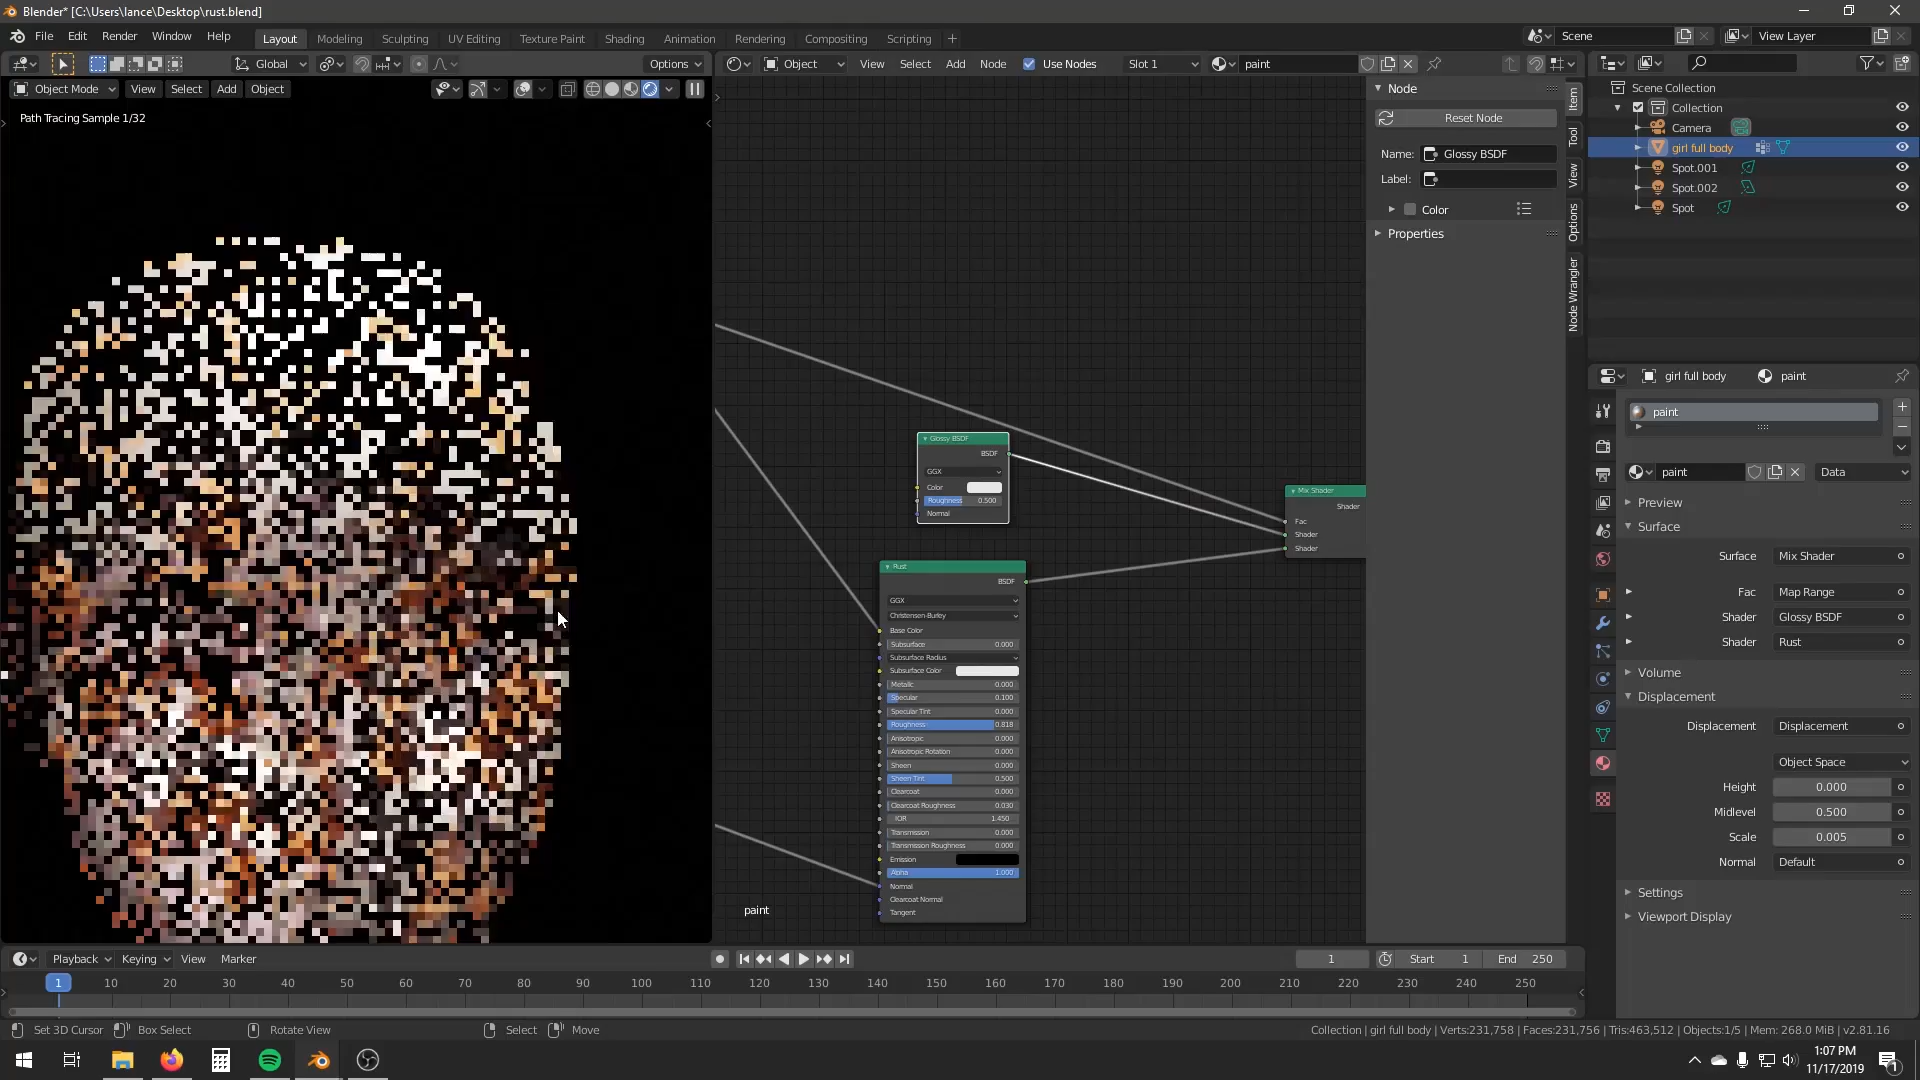 Blender* [C:\Users\lance\Desktop\rust.blend]
File Edit Render Window Help Layout Modeling Sculpting UV Editing Texture Paint Shading Animation Rendering Compositing Scripting + Scene View Layer
Global Options Object View Select Add Node Use Nodes Slot 1 paint
Object Mode View Select Add Object
Path Tracing Sample 1/32
Glossy BSDF
BSDF
GGX
Color
Roughness 0.500
Normal
Mix Shader
Shader
Fac
Shader
Shader
Rust
BSDF
GGX
Christensen-Burley
Base Color
Subsurface 0.000
Subsurface Radius
Subsurface Color
Metallic 0.000
Specular 0.100
Specular Tint 0.000
Roughness 0.818
Anisotropic 0.000
Anisotropic Rotation 0.000
Sheen 0.000
Sheen Tint 0.500
Clearcoat 0.000
Clearcoat Roughness 0.030
IOR 1.450
Transmission 0.000
Transmission Roughness 0.000
Emission
Alpha 1.000
Normal
Clearcoat Normal
Tangent
paint
Node
Reset Node
Name: Glossy BSDF
Label:
Color
Properties
Item
Tool
View
Options
Node Wrangler
Scene Collection
Collection
Camera
girl full body
Spot.001
Spot.002
Spot
girl full body paint
paint
paint Data
Preview
Surface
Surface Mix Shader
Fac Map Range
Shader Glossy BSDF
Shader Rust
Volume
Displacement
Displacement Displacement
Object Space
Height 0.000
Midlevel 0.500
Scale 0.005
Normal Default
Settings
Viewport Display
Playback Keying View Marker 1 Start 1 End 250
1 10 20 30 40 50 60 70 80 90 100 110 120 130 140 150 160 170 180 190 200 210 220 230 240 250
Set 3D Cursor Box Select Rotate View Select Move Collection | girl full body | Verts:231,758 | Faces:231,756 | Tris:463,512 | Objects:1/5 | Mem: 268.0 MiB | v2.81.16
1:07 PM
11/17/2019
1